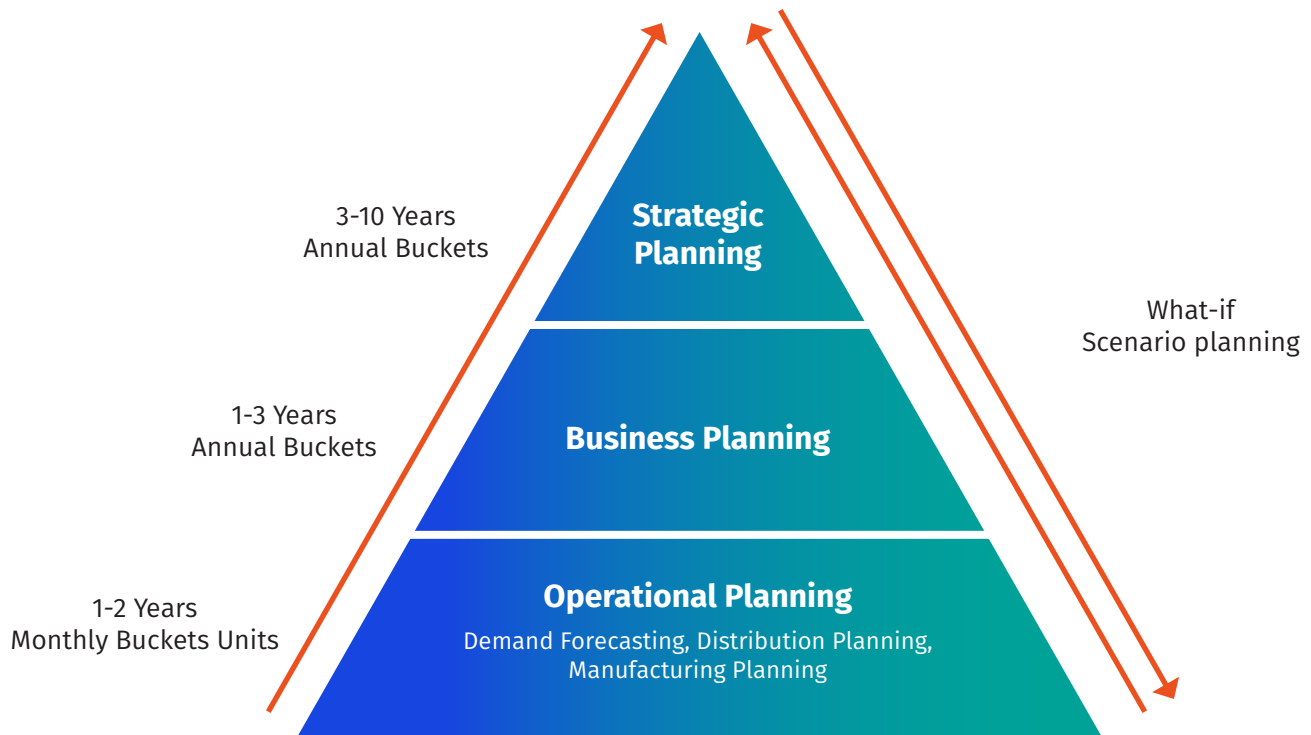 3-10 Years
Annual Buckets
Strategic
Planning
What-if
Scenario planning
1-3 Years
Annual Buckets
Business Planning
1-2 Years
Monthly Buckets Units
Operational Planning
Demand Forecasting, Distribution Planning,
Manufacturing Planning